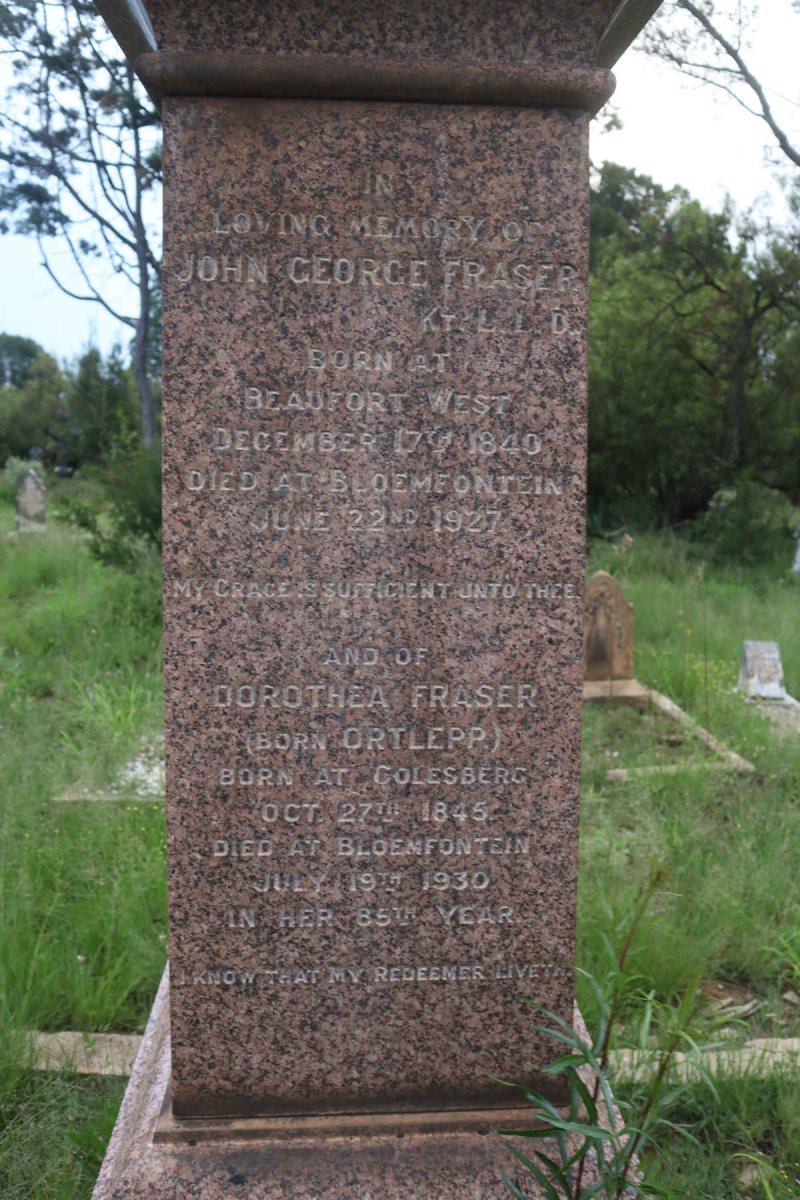 IN
LOVING MEMORY OF
JOHN GEORGE FRASER
KT. L.L.D.
BORN AT
BEAUFORT WEST
DECEMBER 17TH 1840
DIED AT BLOEMFONTEIN
JUNE 22ND 1927
MY GRACE IS SUFFICIENT UNTO THEE.
AND OF
DOROTHEA FRASER
(BORN ORTLEPP.)
BORN AT COLESBERG
OCT. 27TH 1845.
DIED AT BLOEMFONTEIN
JULY 19TH 1930.
IN HER 85TH YEAR.
I KNOW THAT MY REDEEMER LIVETH.